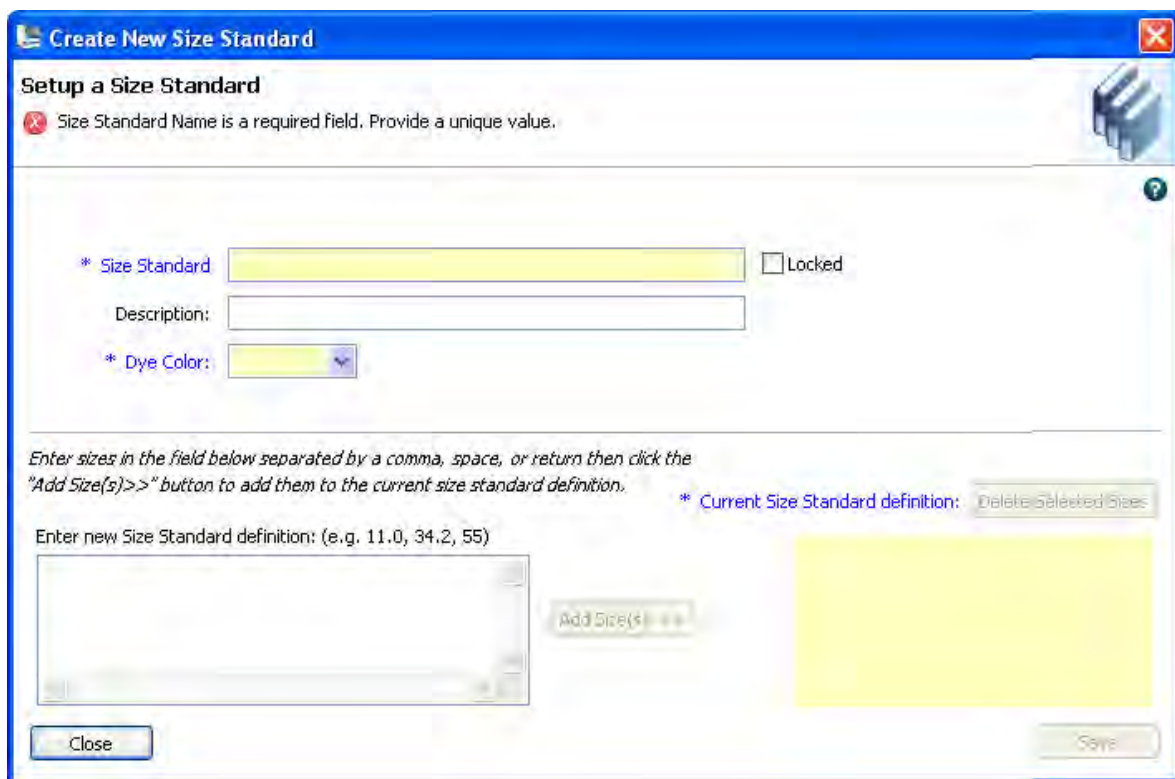 Create New Size Standard
Setup a Size Standard
Size Standard Name is a required field. Provide a unique value.
* Size Standard
Locked
Description:
* Dye Color:
Enter sizes in the field below separated by a comma, space, or return then click the
"Add Size(s)>>" button to add them to the current size standard definition.
* Current Size Standard definition:
Delete Selected Sizes
Enter new Size Standard definition: (e.g. 11.0, 34.2, 55)
Add Size(s) >>
Close
Save